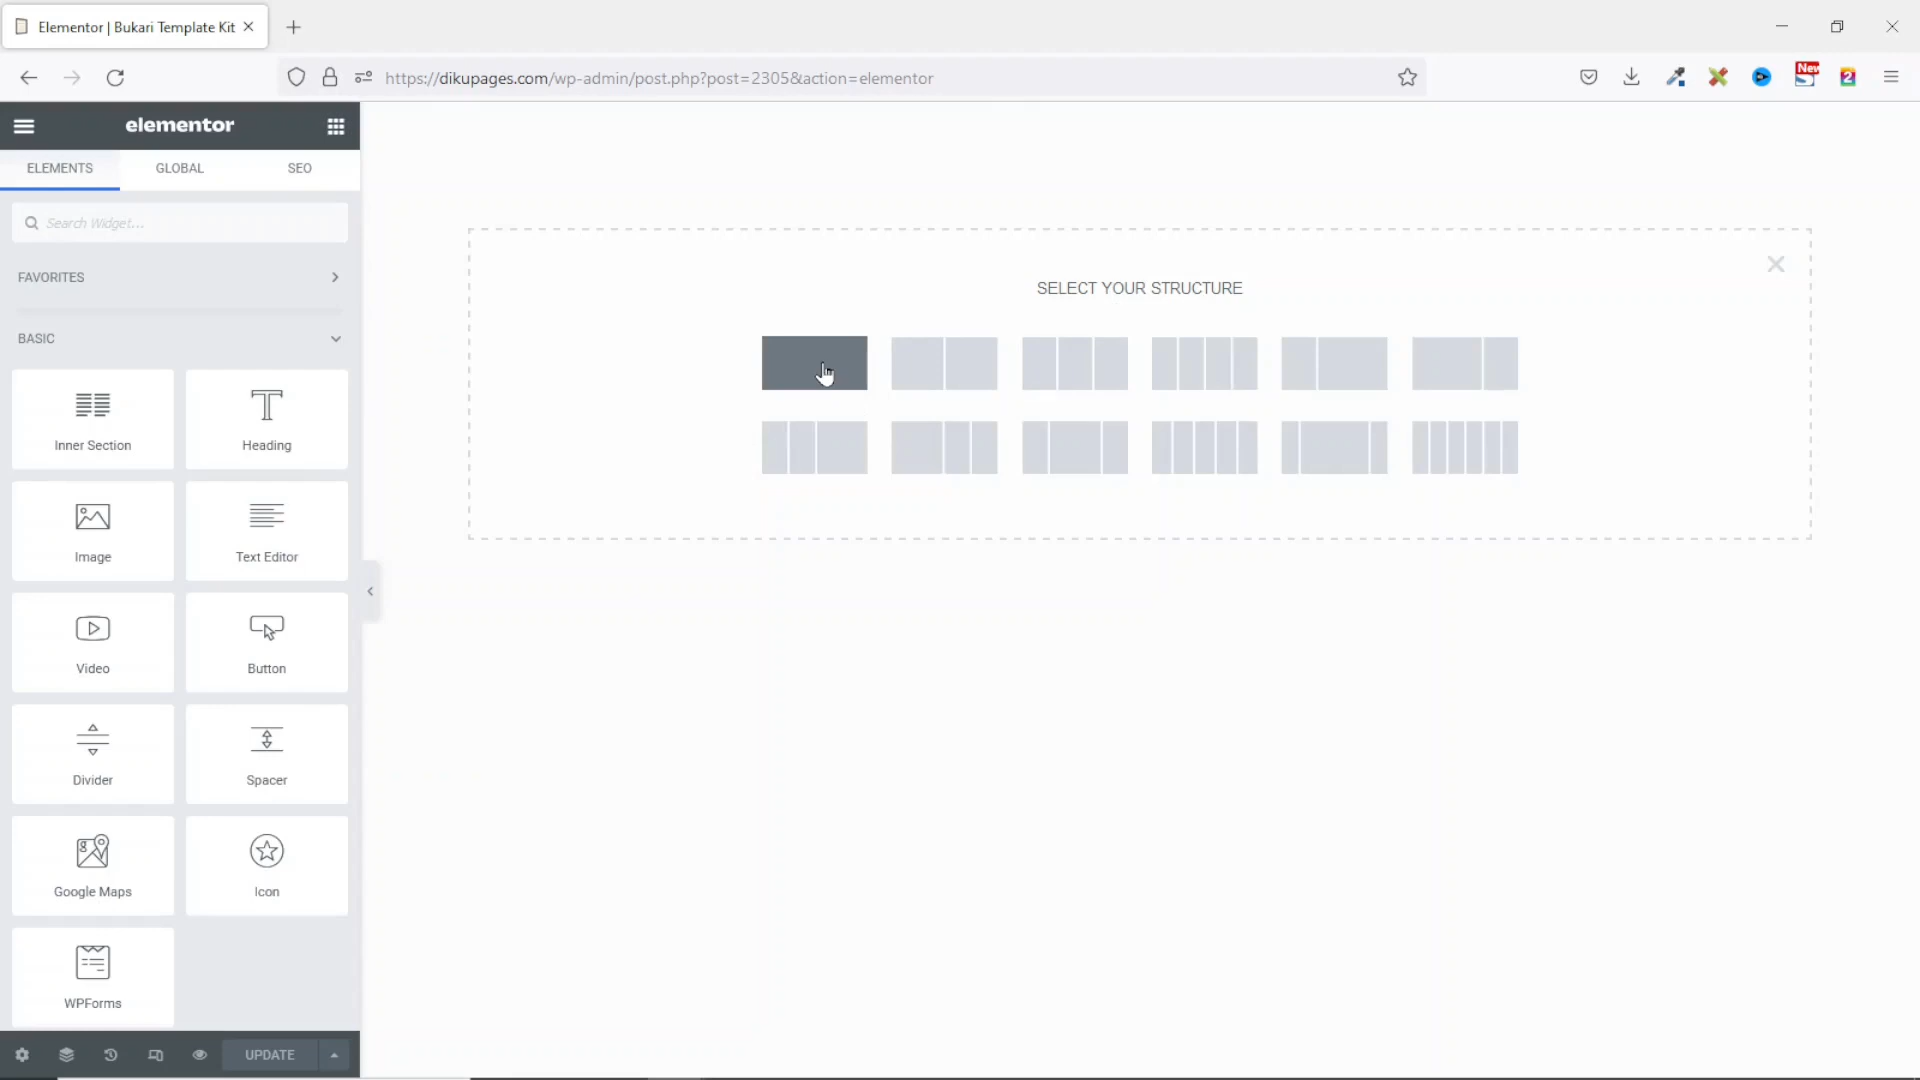 Elementor | Bukari Template Kit
https://dikupages.com/wp-admin/post.php?post=2305&action=elementor
New
2
elementor
ELEMENTS
GLOBAL
SEO
Search Widget...
FAVORITES
BASIC
Inner Section
Heading
Image
Text Editor
Video
Button
Divider
Spacer
Google Maps
Icon
WPForms
UPDATE
SELECT YOUR STRUCTURE